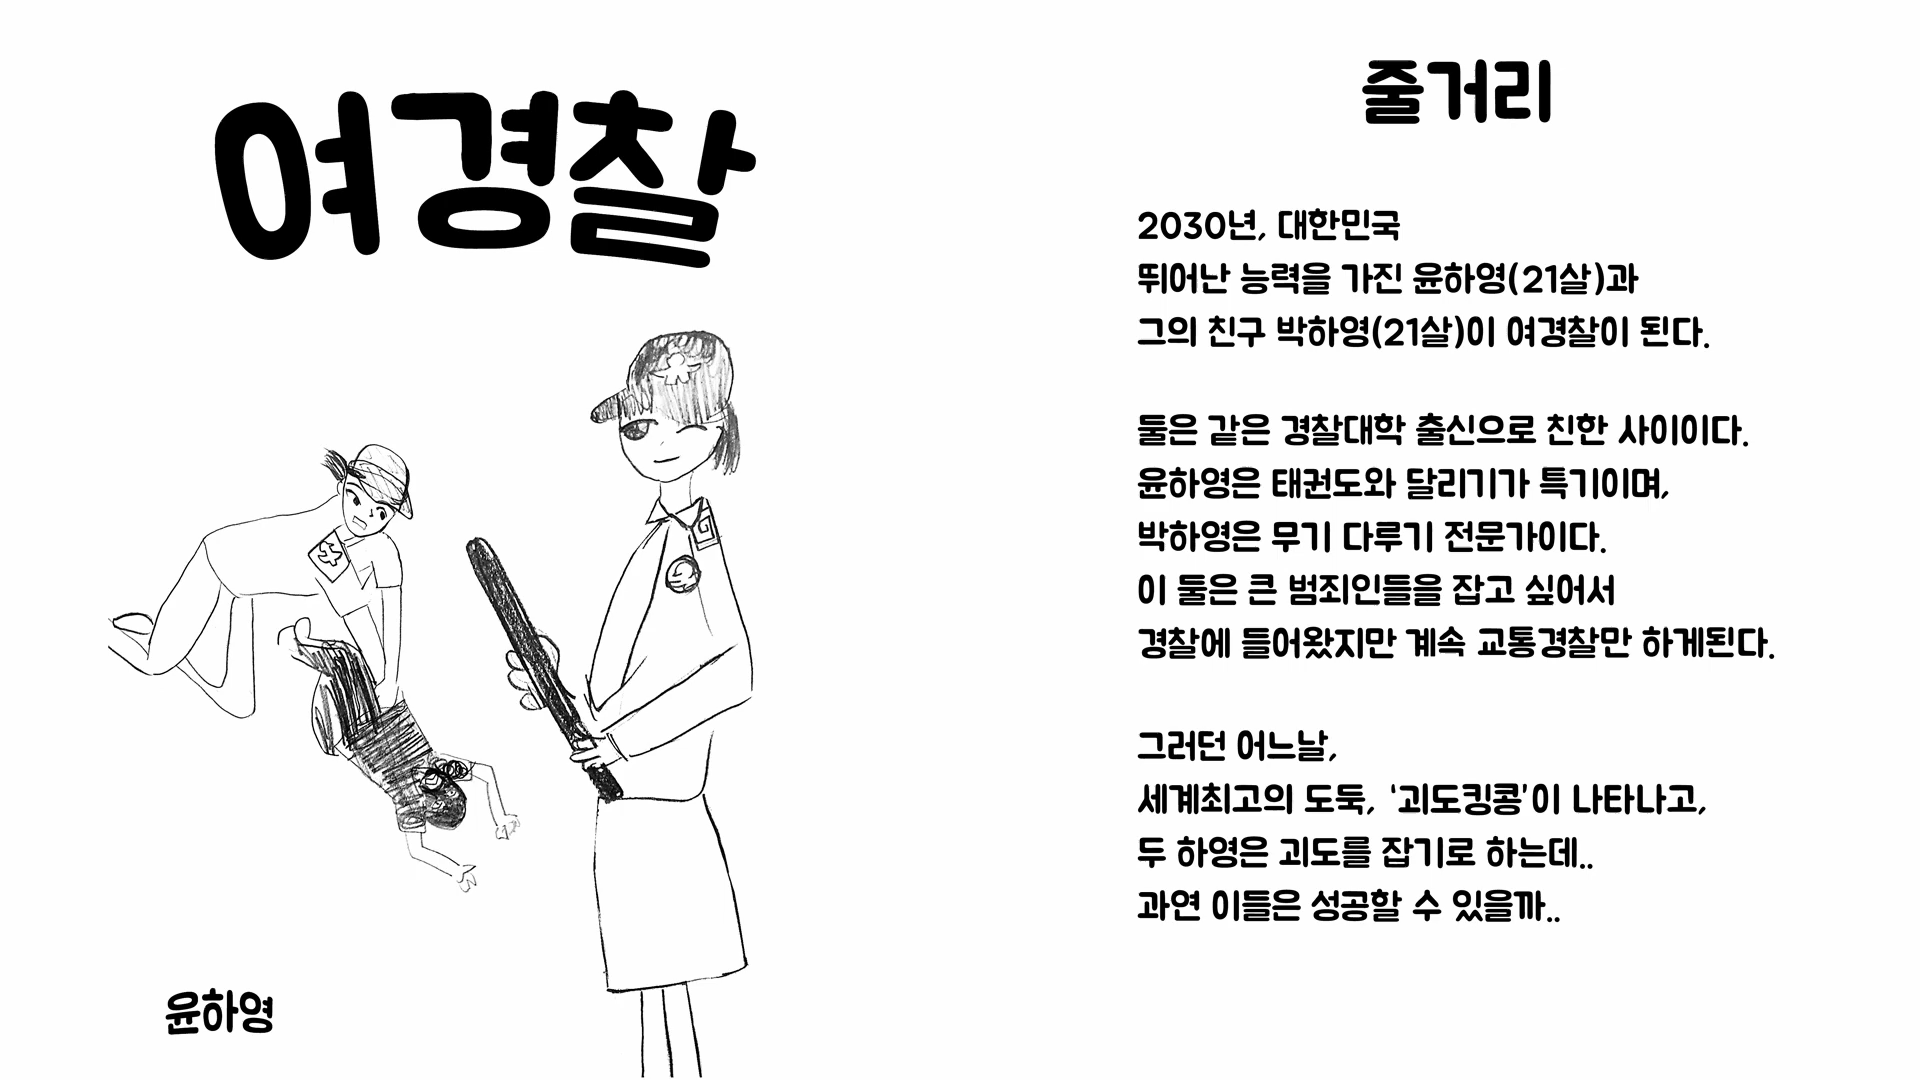 여경찰
윤하영
줄거리
2030년, 대한민국
뛰어난 능력을 가진 윤하영(21살)과
그의 친구 박하영(21살)이 여경찰이 된다.
둘은 같은 경찰대학 출신으로 친한 사이이다.
윤하영은 태권도와 달리기가 특기이며,
박하영은 무기 다루기 전문가이다.
이 둘은 큰 범죄인들을 잡고 싶어서
경찰에 들어왔지만 계속 교통경찰만 하게된다.
그러던 어느날,
세계최고의 도둑, ‘괴도킹콩’이 나타나고,
두 하영은 괴도를 잡기로 하는데..
과연 이들은 성공할 수 있을까..